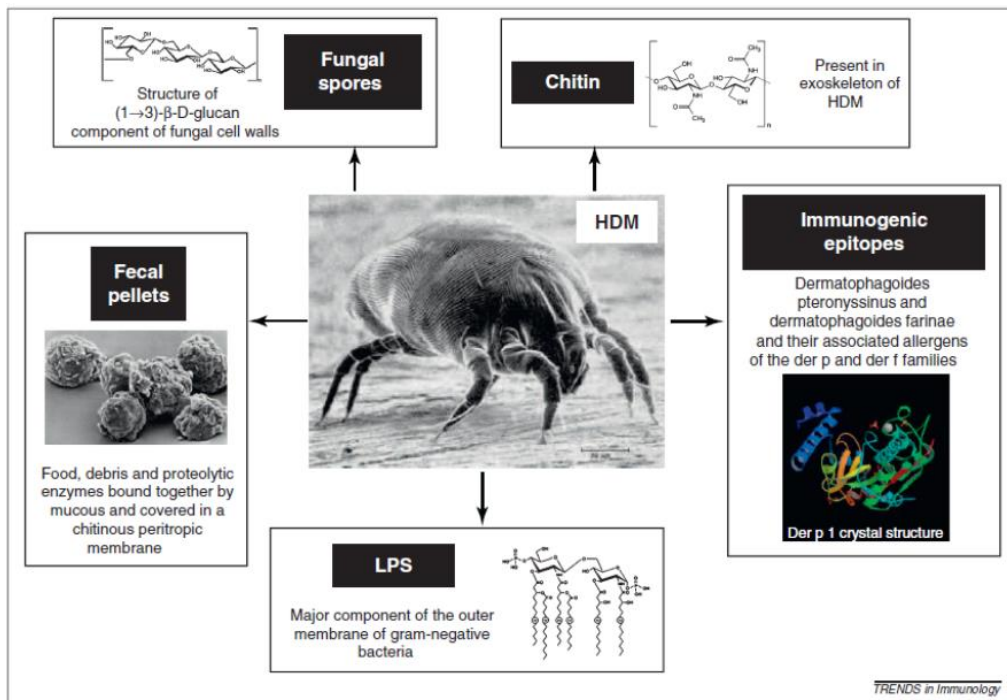 Fungal
spores
Structure of
(1→3)-β-D-glucan
component of fungal cell walls
Chitin
Present in
exoskeleton of
HDM
HDM
Immunogenic
epitopes
Dermatophagoides
pteronyssinus and
dermatophagoides farinae
and their associated allergens
of the der p and der f families
Der p 1 crystal structure
Fecal
pellets
Food, debris and proteolytic
enzymes bound together by
mucous and covered in a
chitinous peritropic
membrane
LPS
Major component of the outer
membrane of gram-negative
bacteria
TRENDS in Immunology